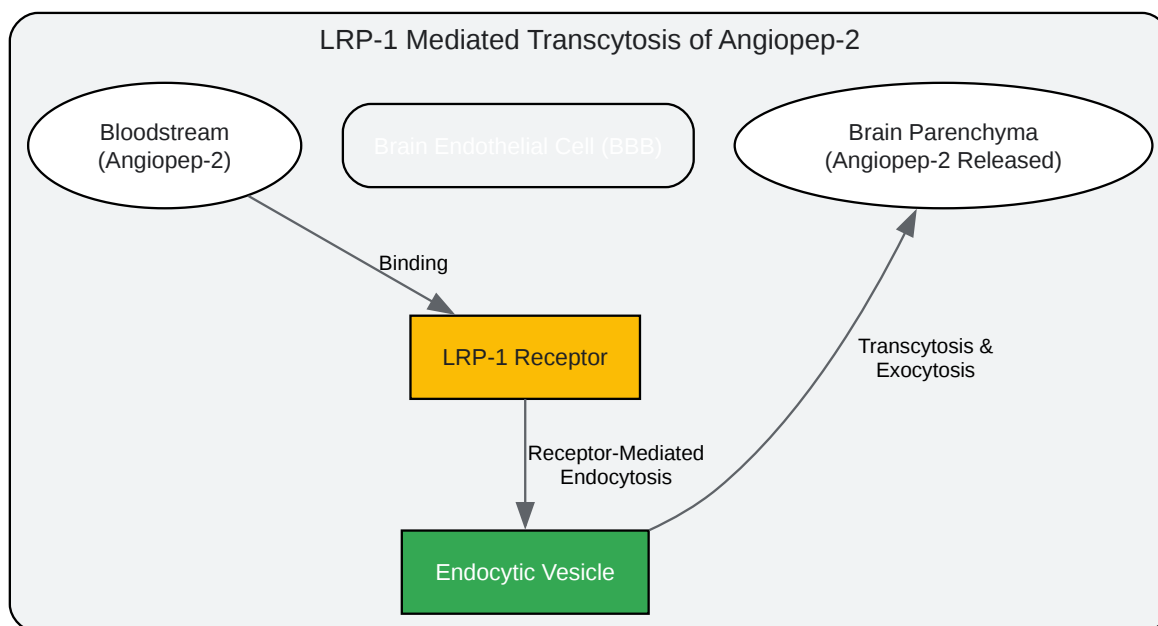 LRP-1 Mediated Transcytosis of Angiopep-2
Bloodstream
(Angiopep-2)
Brain Endothelial Cell (BBB)
Brain Parenchyma
(Angiopep-2 Released)
Binding
LRP-1 Receptor
Transcytosis &
Exocytosis
Receptor-Mediated
Endocytosis
Endocytic Vesicle